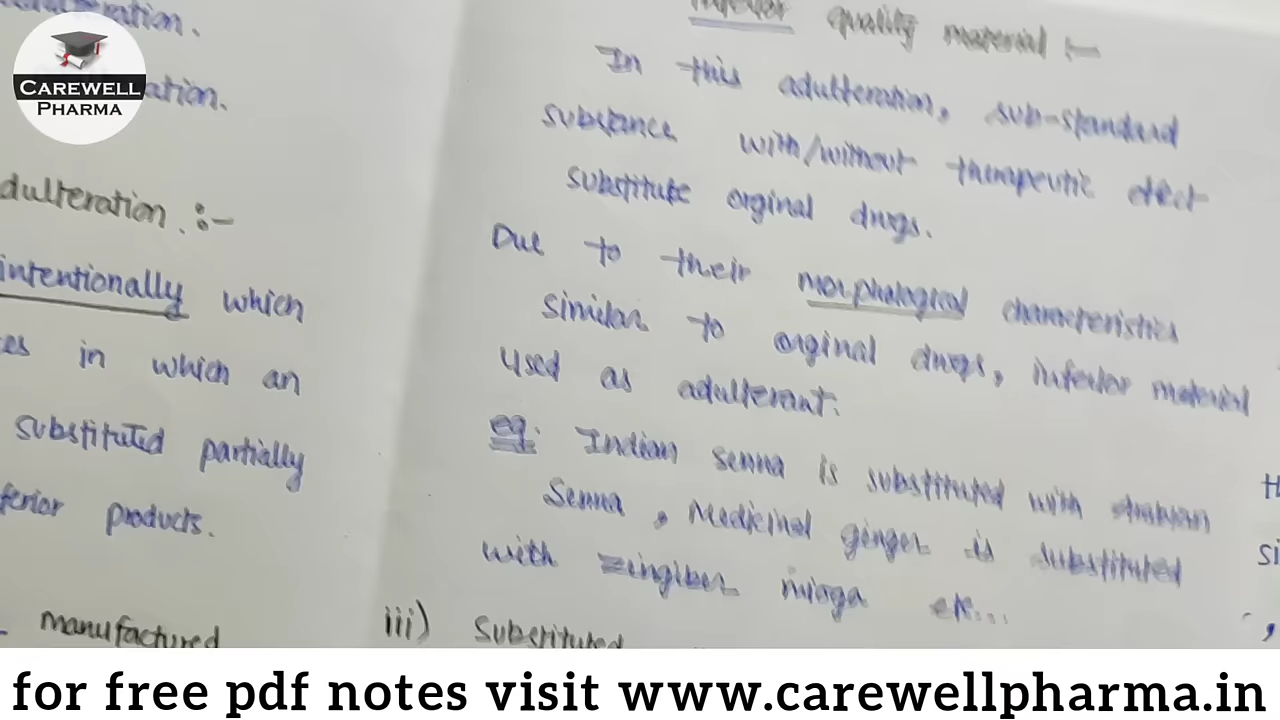 ation.
CAREWELL
PHARMA
ation.
dulteration :-
intentionally which
es in which an
substituted partially
ferior products.
manufactured
Inferior quality material :-
In this adulteration, sub-standard
substance with/without therapeutic effect
substitute orginal drugs.
Due to their morphological characteristics
similar to orginal drugs, inferior material
used as adulterant.
eg. Indian senna is substituted with Arabian
Senna, Medicinal ginger is substituted
with zingiber mioga etc...
iii) Substituted
si
for free pdf notes visit www.carewellpharma.in